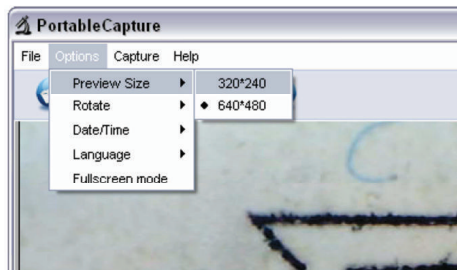 PortableCapture
File Options Capture Help
Preview Size
320*240
Rotate
640*480
Date/Time
Language
Fullscreen mode